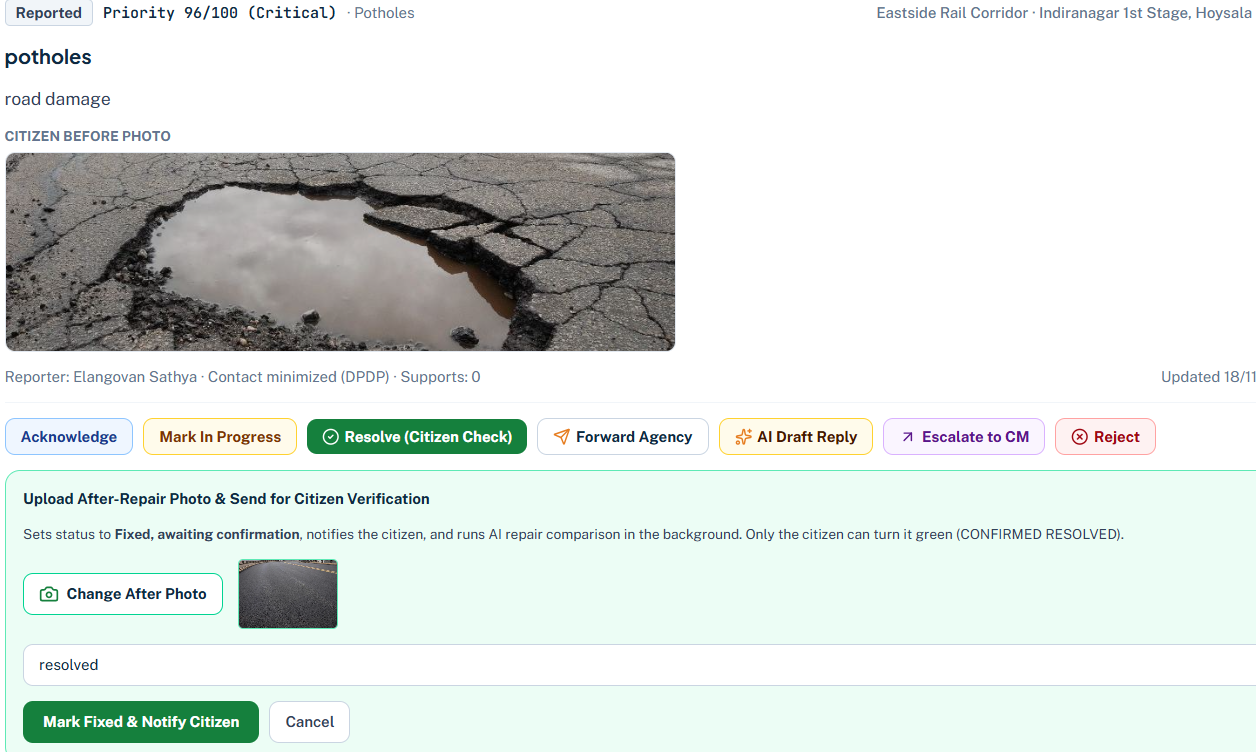 Reported Priority 96/100 (Critical) · Potholes Eastside Rail Corridor · Indiranagar 1st Stage, Hoysala
potholes
road damage
CITIZEN BEFORE PHOTO
Reporter: Elangovan Sathya · Contact minimized (DPDP) · Supports: 0 Updated 18/11
Acknowledge Mark In Progress Resolve (Citizen Check) Forward Agency AI Draft Reply Escalate to CM Reject
Upload After-Repair Photo & Send for Citizen Verification
Sets status to Fixed, awaiting confirmation, notifies the citizen, and runs AI repair comparison in the background. Only the citizen can turn it green (CONFIRMED RESOLVED).
Change After Photo
resolved
Mark Fixed & Notify Citizen Cancel